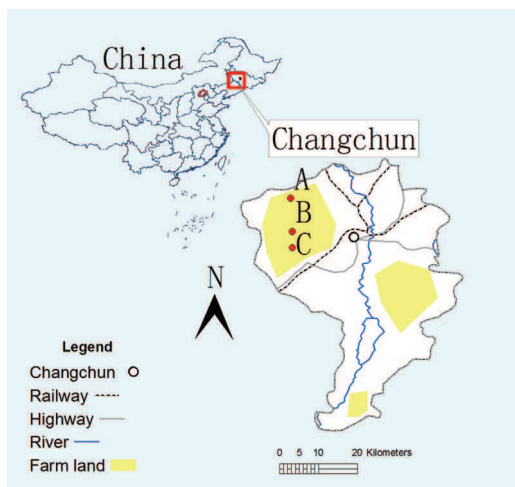 China
Changchun
A
B
C
N
Legend
Changchun
Railway
Highway
River
Farm land
0 5 10 20 Kilometers